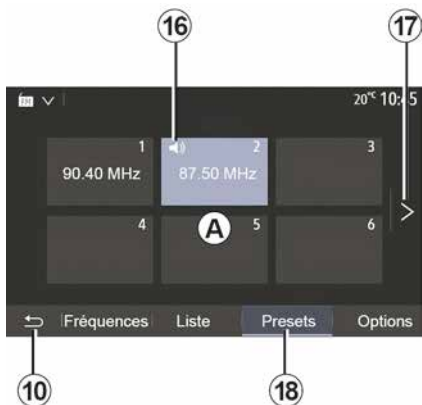 16 17
FM 20°C 10:45
1 2 3
90.40 MHz 87.50 MHz
4 A 5 6
Fréquences Liste Presets Options
10 18